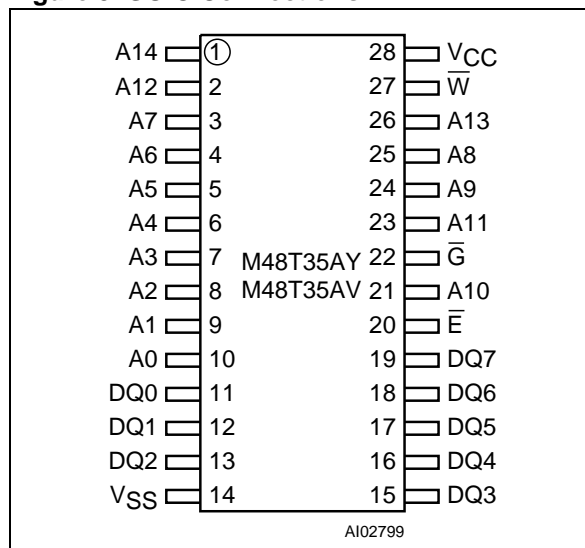 A14 1 28 VCC
A12 2 27 W̅
A7 3 26 A13
A6 4 25 A8
A5 5 24 A9
A4 6 23 A11
A3 7 M48T35AY 22 G̅
A2 8 M48T35AV 21 A10
A1 9 20 E̅
A0 10 19 DQ7
DQ0 11 18 DQ6
DQ1 12 17 DQ5
DQ2 13 16 DQ4
VSS 14 15 DQ3
AI02799